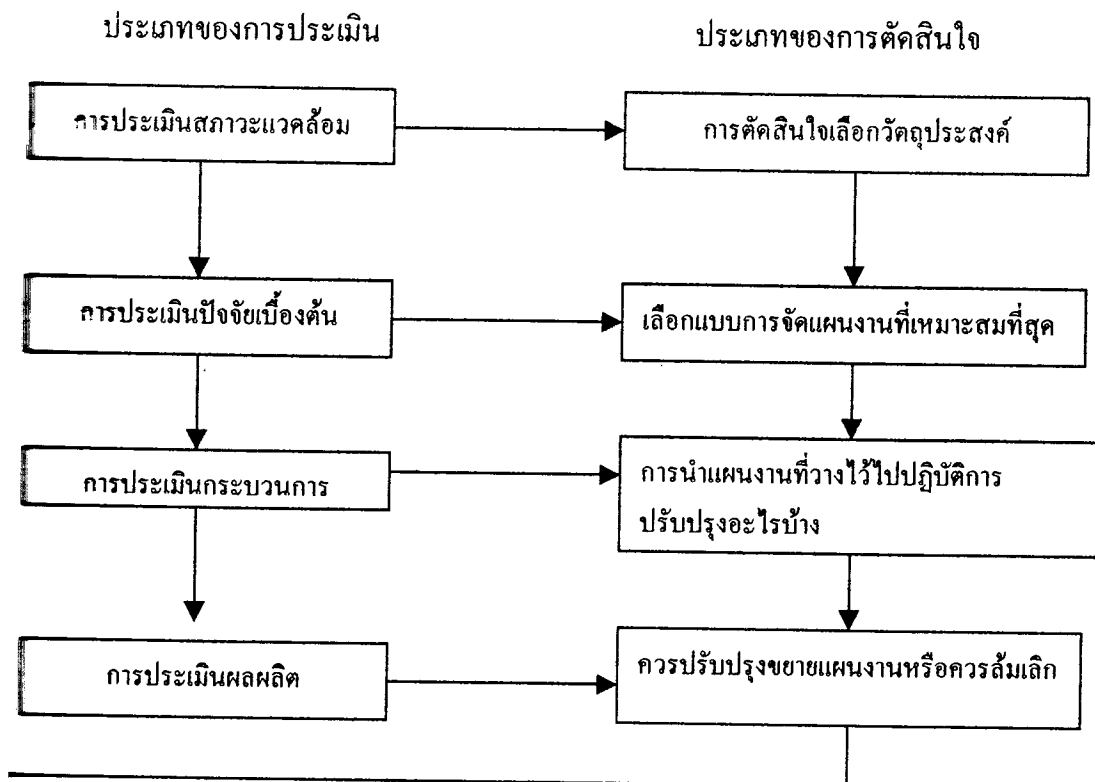 ประเภทของการประเมิน
ประเภทของการตัดสินใจ
การประเมินสภาวะแวดล้อม
การตัดสินใจเลือกวัตถุประสงค์
การประเมินปัจจัยเบื้องต้น
เลือกแบบการจัดแผนงานที่เหมาะสมที่สุด
การประเมินกระบวนการ
การนำแผนงานที่วางไว้ไปปฏิบัติการ
ปรับปรุงอะไรบ้าง
การประเมินผลผลิต
ควรปรับปรุงขยายแผนงานหรือควรล้มเลิก